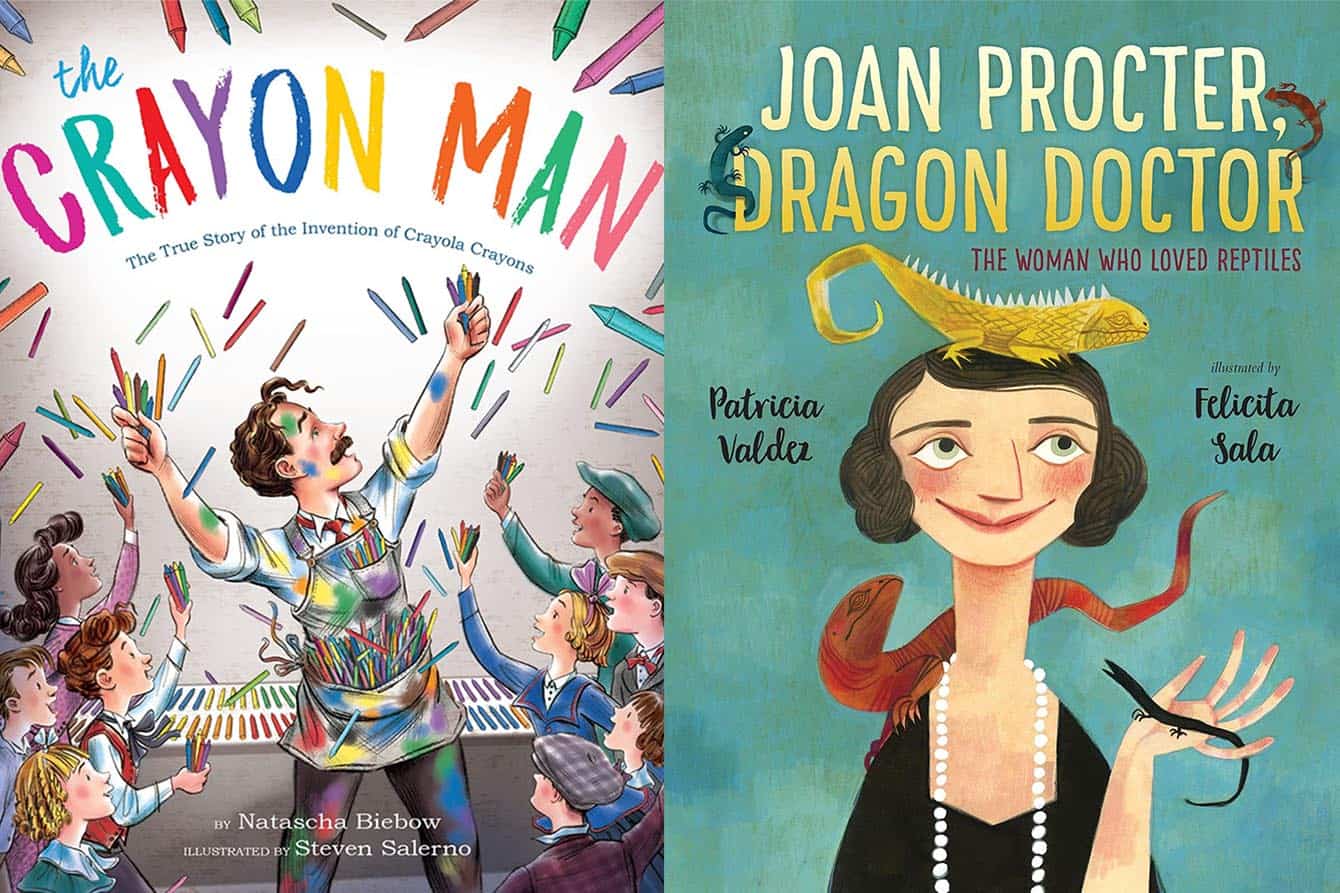 the
CRAYON MAN
The True Story of the Invention of Crayola Crayons
BY Natascha Biebow
ILLUSTRATED BY Steven Salerno
JOAN PROCTER,
DRAGON DOCTOR
THE WOMAN WHO LOVED REPTILES
Patricia
Valdez
illustrated by
Felicita
Sala